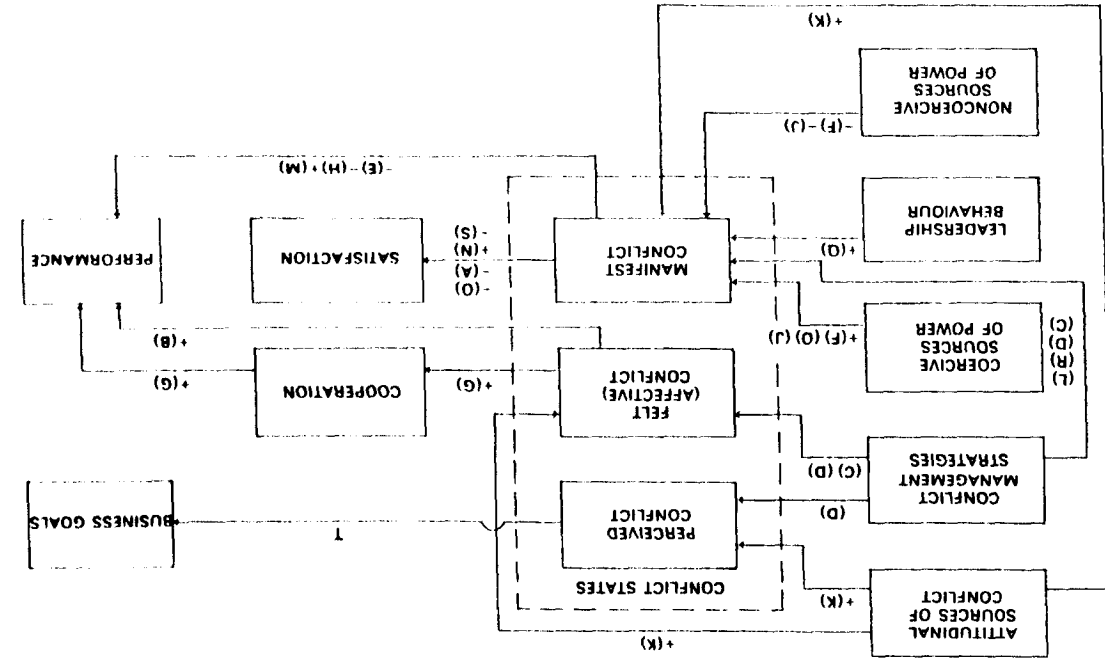 +(K)
ATTITUDINAL
SOURCES OF
CONFLICT
+(K)
CONFLICT STATES
PERCEIVED
CONFLICT
T
BUSINESS GOALS
CONFLICT
MANAGEMENT
STRATEGIES
(D)
(C) (D)
FELT
(AFFECTIVE)
CONFLICT
+(G)
COOPERATION
+(G)
+(B)
(L)
(R)
(D)
(C)
COERCIVE
SOURCES
OF POWER
+(F) (O) (J)
MANIFEST
CONFLICT
-(O)
-(A)
+(N)
-(S)
SATISFACTION
PERFORMANCE
LEADERSHIP
BEHAVIOUR
+(Q)
-(E)-(H)+(M)
NONCOERCIVE
SOURCES
OF POWER
-(F)-(J)
+(K)